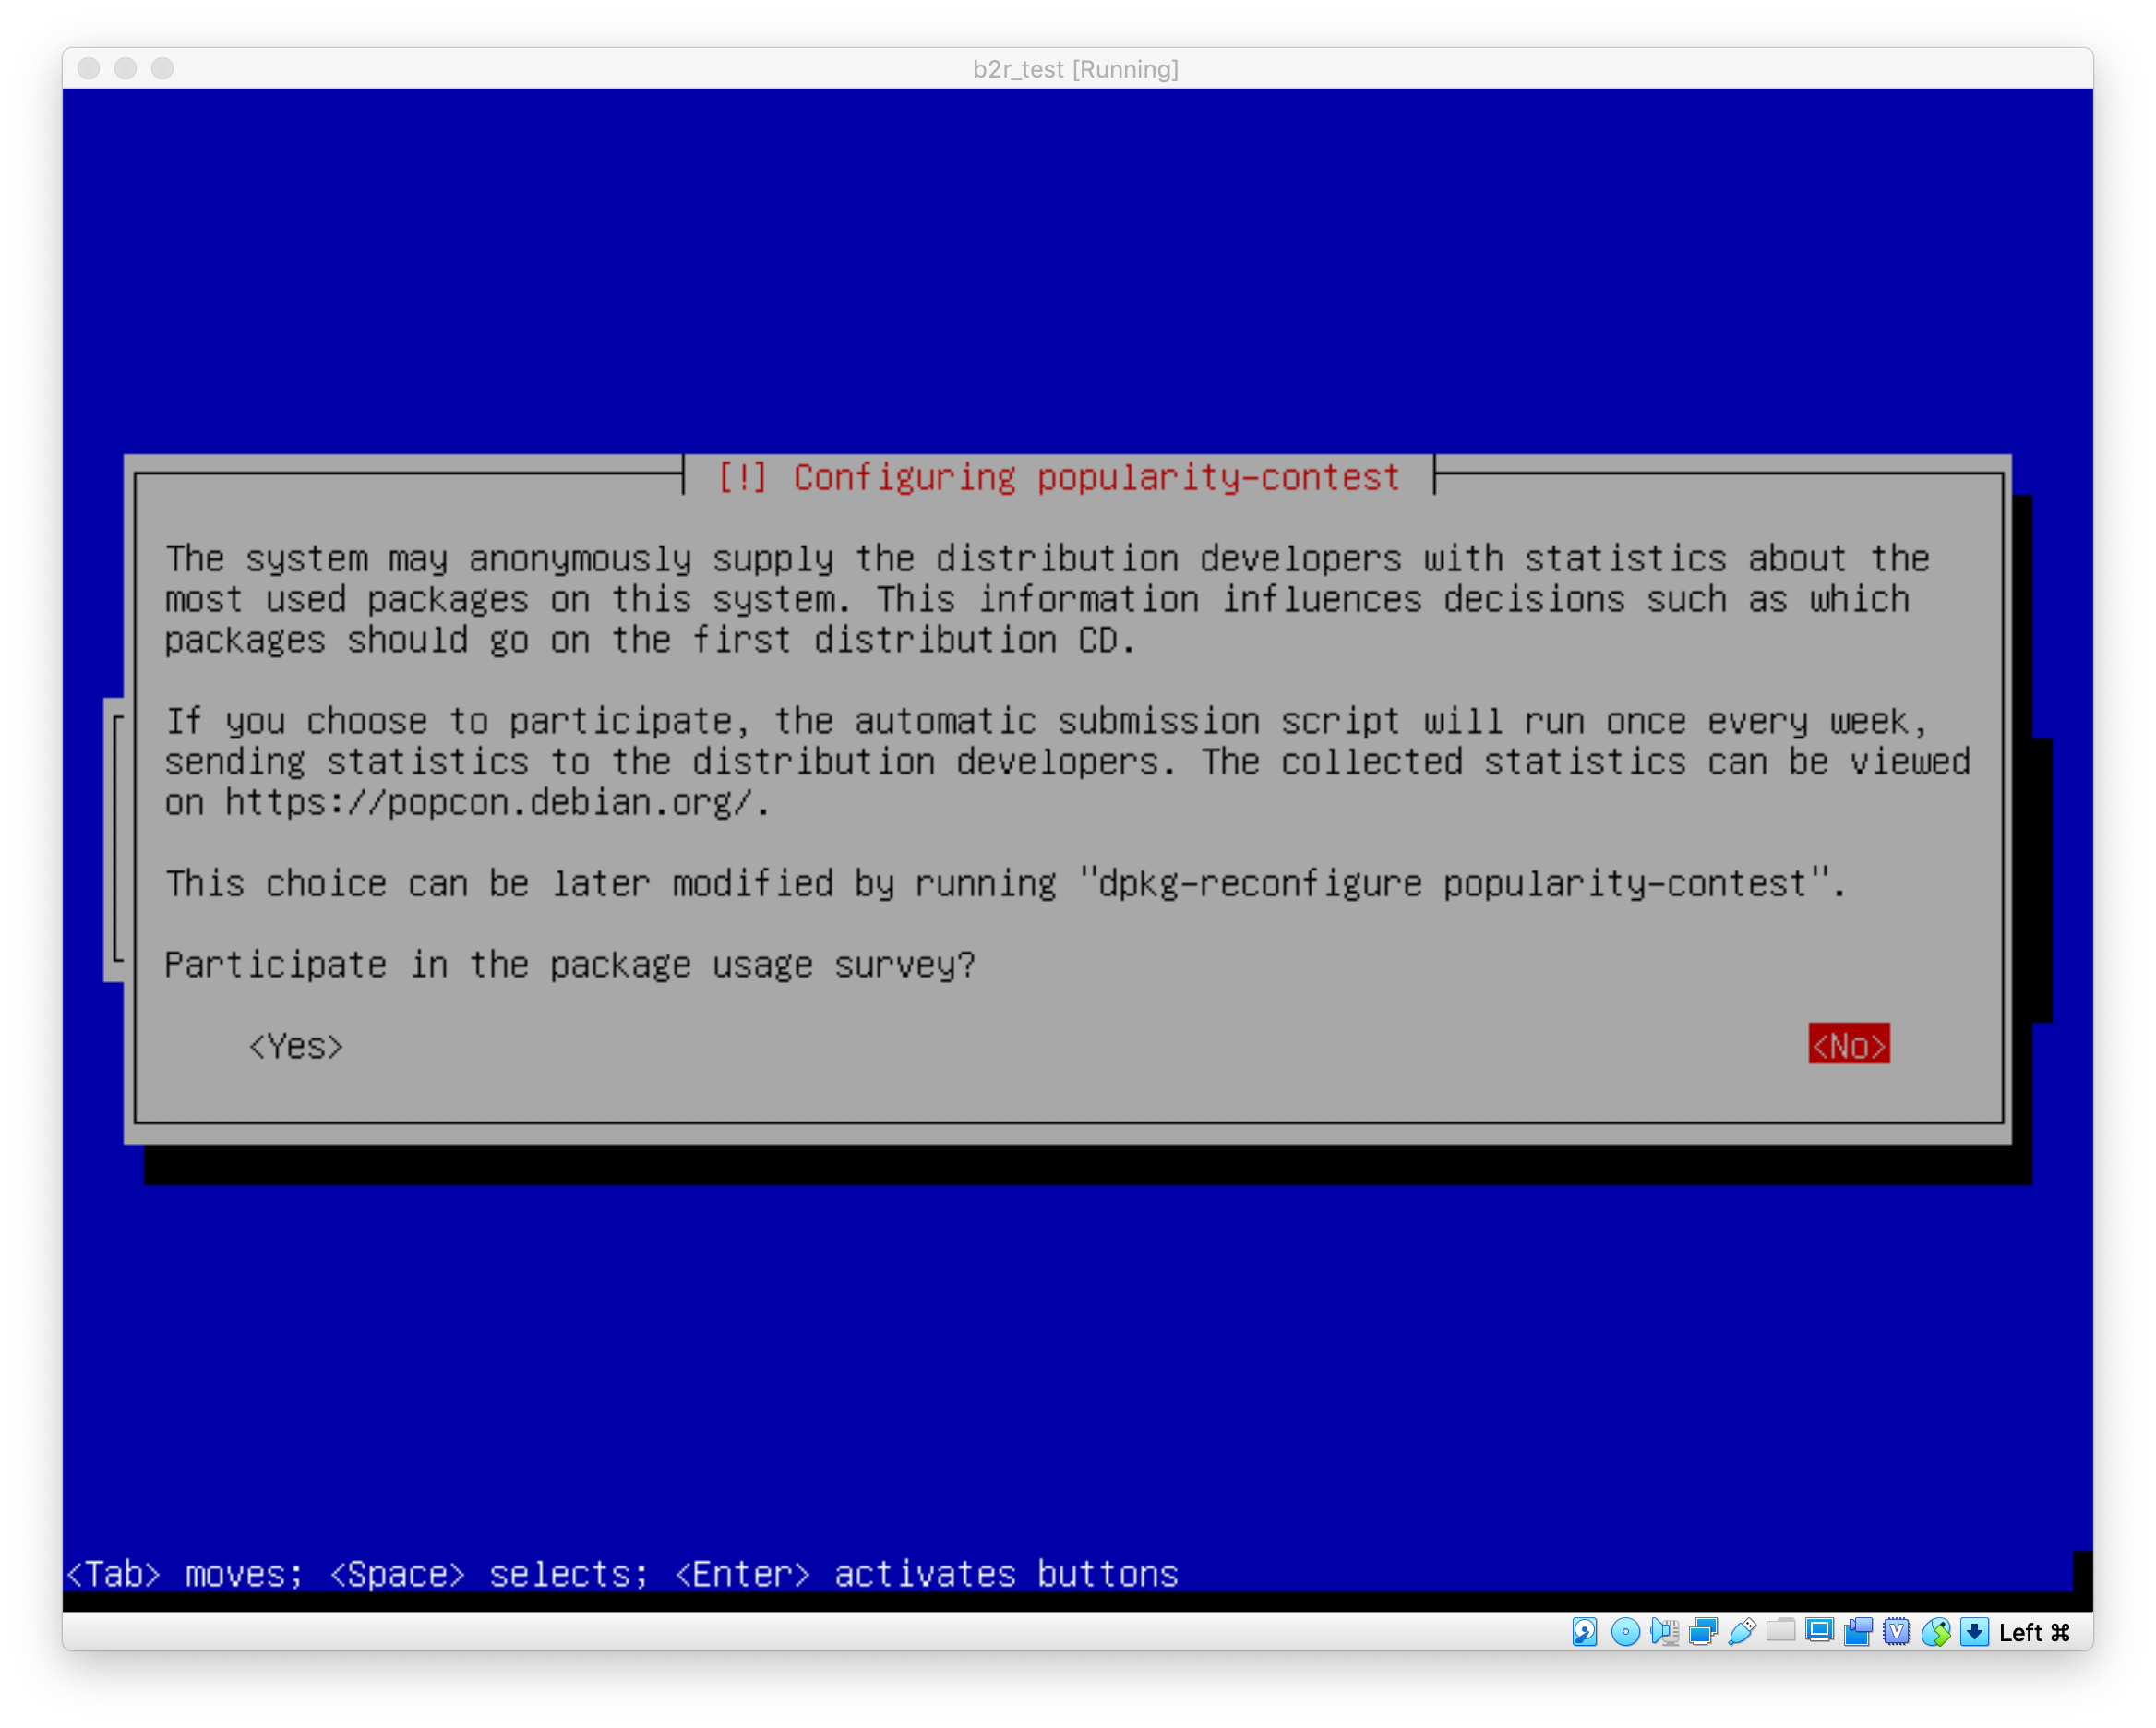 b2r_test [Running]
[!] Configuring popularity-contest
The system may anonymously supply the distribution developers with statistics about the
most used packages on this system. This information influences decisions such as which
packages should go on the first distribution CD.
If you choose to participate, the automatic submission script will run once every week,
sending statistics to the distribution developers. The collected statistics can be viewed
on https://popcon.debian.org/.
This choice can be later modified by running "dpkg-reconfigure popularity-contest".
Participate in the package usage survey?
<Yes> <No>
<Tab> moves; <Space> selects; <Enter> activates buttons
Left ⌘